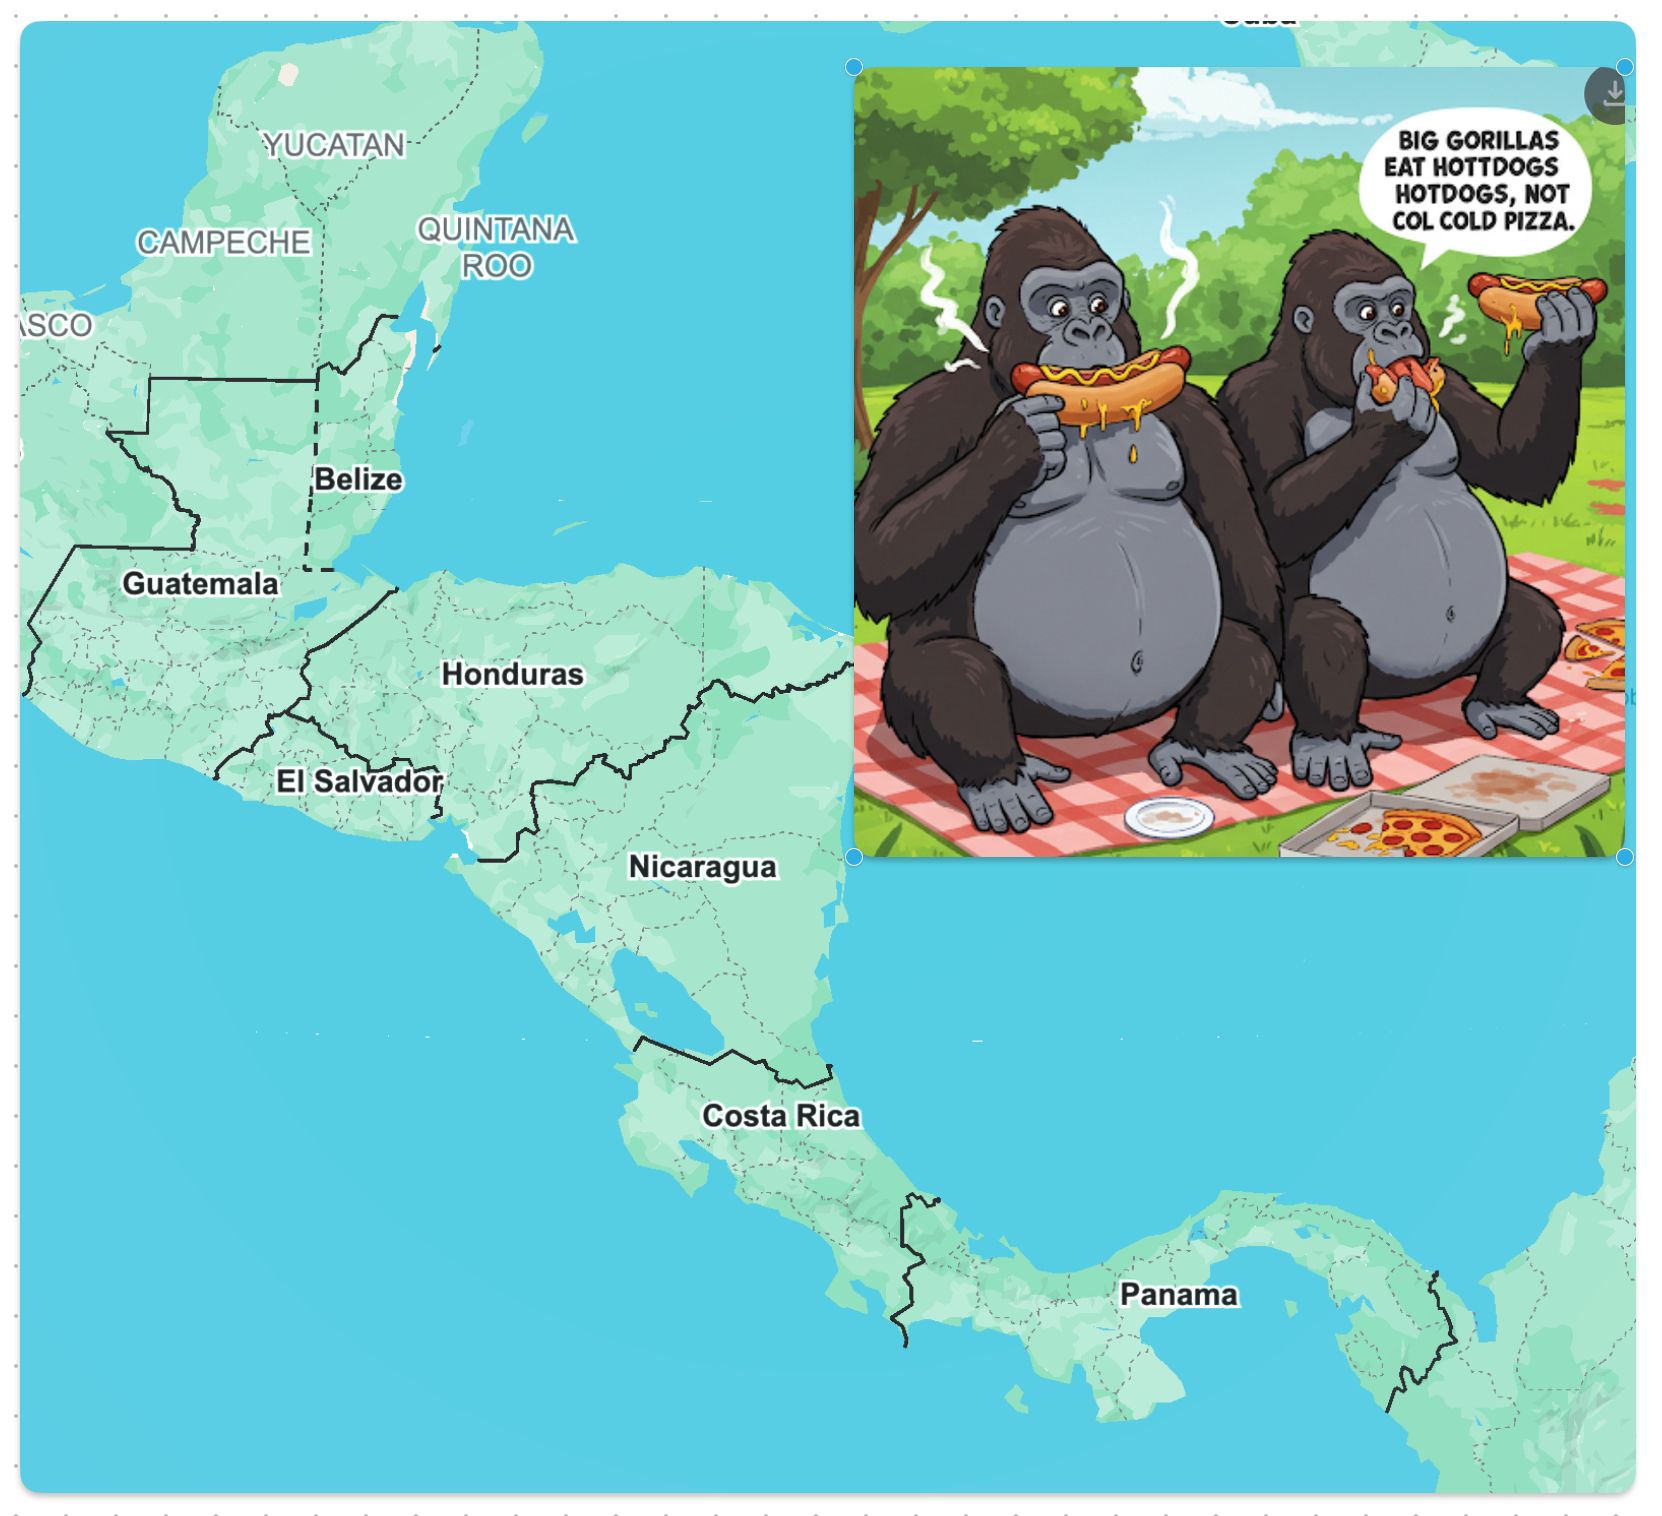 Cuba
YUCATAN
CAMPECHE
QUINTANA
ROO
ASCO
Belize
Guatemala
Honduras
El Salvador
Nicaragua
Costa Rica
Panama
BIG GORILLAS
EAT HOTTDOGS
HOTDOGS, NOT
COL COLD PIZZA.